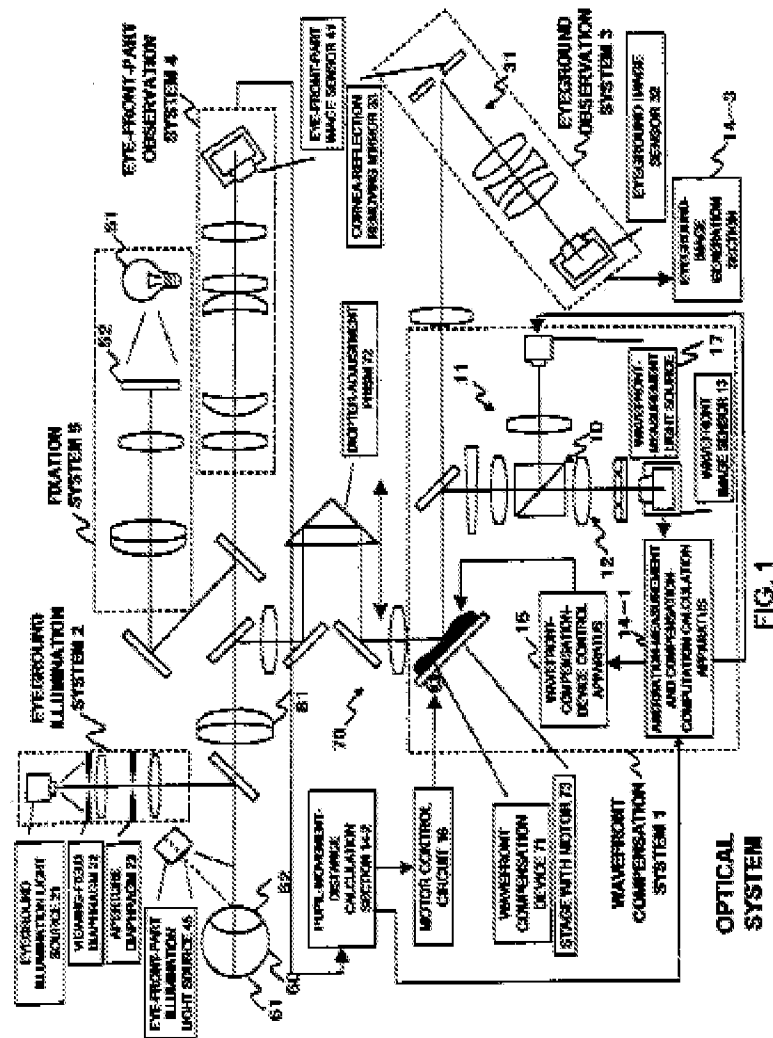 EYEGROUND
ILLUMINATION LIGHT
SOURCE 21
VIEWING-FIELD
DIAPHRAGM 22
APERTURE
DIAPHRAGM 23
EYE-FRONT-PART
ILLUMINATION
LIGHT SOURCE 45
61
60
62
EYEGROUND
ILLUMINATION
SYSTEM 2
81
FIXATION
SYSTEM 5
52
51
EYE-FRONT-PART
OBSERVATION
SYSTEM 4
EYE-FRONT-PART
IMAGE SENSOR 41
CORNEA-REFLECTION
REMOVING MIRROR 33
DIOPTER-ADJUSTMENT
PRISM 72
31
EYEGROUND
OBSERVATION
SYSTEM 3
EYEGROUND IMAGE
SENSOR 32
14-3
EYEGROUND-
IMAGE
GENERATION
SECTION
PUPIL-MOVEMENT-
DISTANCE
CALCULATION
SECTION 14-2
70
MOTOR CONTROL
CIRCUIT 16
WAVEFRONT
COMPENSATION
DEVICE 71
STAGE WITH MOTOR 73
11
10
12
17
WAVEFRONT-
MEASUREMENT
LIGHT SOURCE
WAVEFRONT
IMAGE SENSOR 13
15
WAVEFRONT-
COMPENSATION-
DEVICE CONTROL
APPARATUS
14-1
ABERRATION-MEASUREMENT
AND COMPENSATION-
COMPUTATION CALCULATION
APPARATUS
WAVEFRONT
COMPENSATION
SYSTEM 1
OPTICAL
SYSTEM
FIG. 1